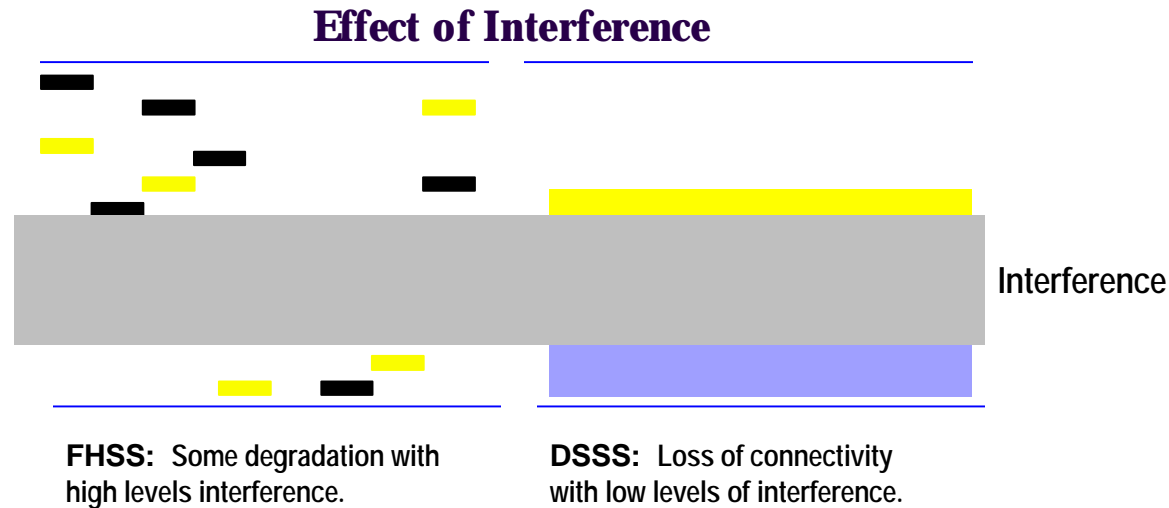 Effect of Interference
Interference
FHSS: Some degradation with
high levels interference.
DSSS: Loss of connectivity
with low levels of interference.